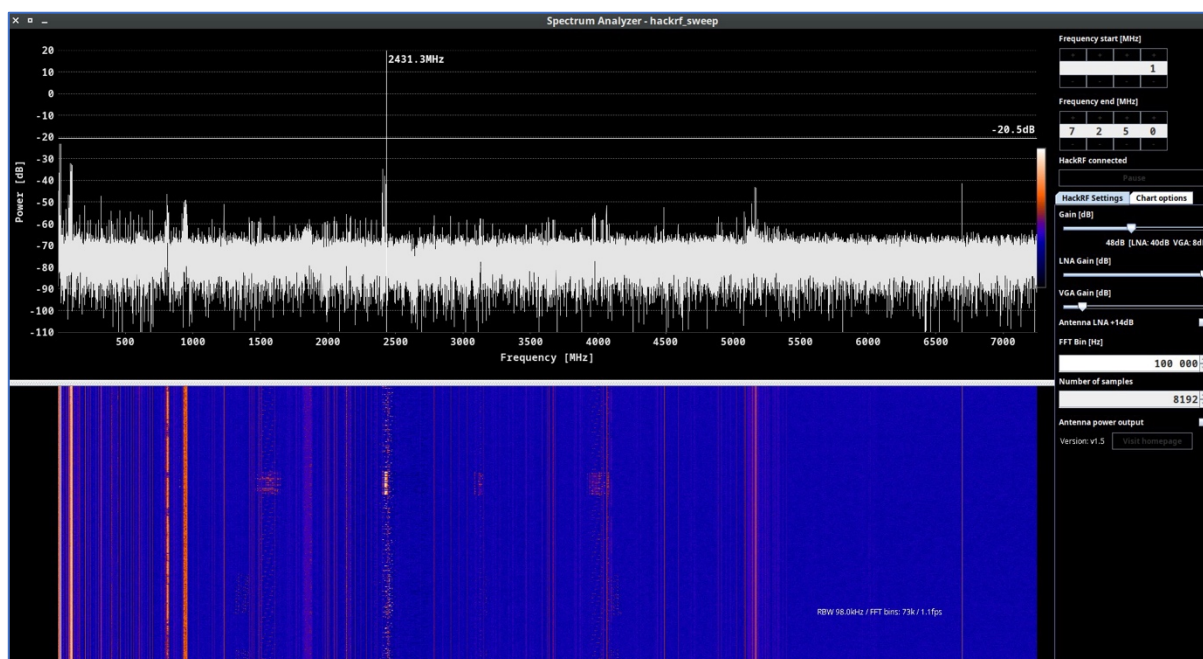 Spectrum Analyzer - hackrf_sweep
20
10
0
-10
-20
-30
-40
-50
-60
-70
-80
-90
-100
-110
Power [dB]
2431.3MHz
-20.5dB
500 1000 1500 2000 2500 3000 3500 4000 4500 5000 5500 6000 6500 7000
Frequency [MHz]
RBW 98.0kHz / FFT bins: 73k / 1.1fps
Frequency start [MHz]
1
Frequency end [MHz]
7 2 5 0
HackRF connected
Pause
HackRF Settings Chart options
Gain [dB]
48dB [LNA: 40dB VGA: 8d
LNA Gain [dB]
VGA Gain [dB]
Antenna LNA +14dB
FFT Bin [Hz]
100 000
Number of samples
8192
Antenna power output
Version: v1.5 Visit homepage